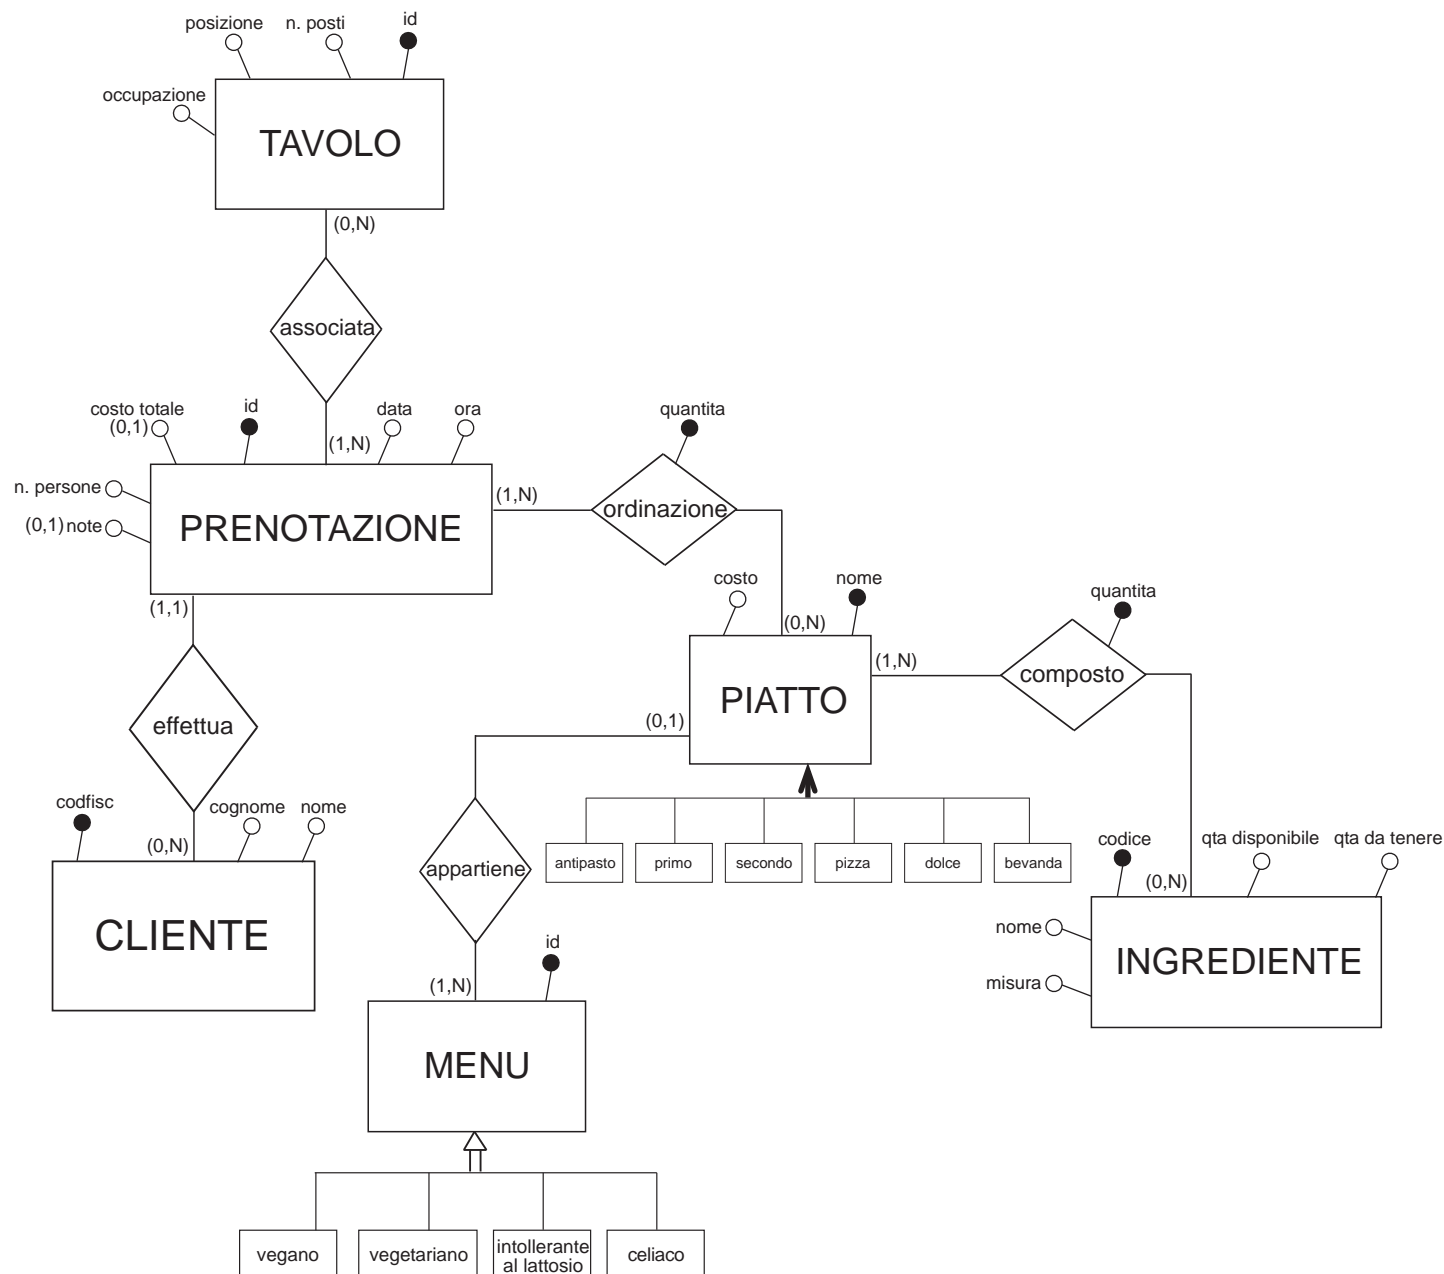 posizione
n. posti
id
occupazione
TAVOLO
(0,N)
associata
costo totale
(0,1)
id
data
ora
(1,N)
n. persone
(0,1) note
PRENOTAZIONE
(1,N)
quantita
ordinazione
(1,1)
costo
nome
(0,N)
quantita
(1,N)
composto
PIATTO
(0,1)
effettua
codfisc
cognome
nome
(0,N)
CLIENTE
appartiene
antipasto
primo
secondo
pizza
dolce
bevanda
codice
qta disponibile
qta da tenere
(0,N)
nome
misura
INGREDIENTE
id
(1,N)
MENU
vegano
vegetariano
intollerante
al lattosio
celiaco